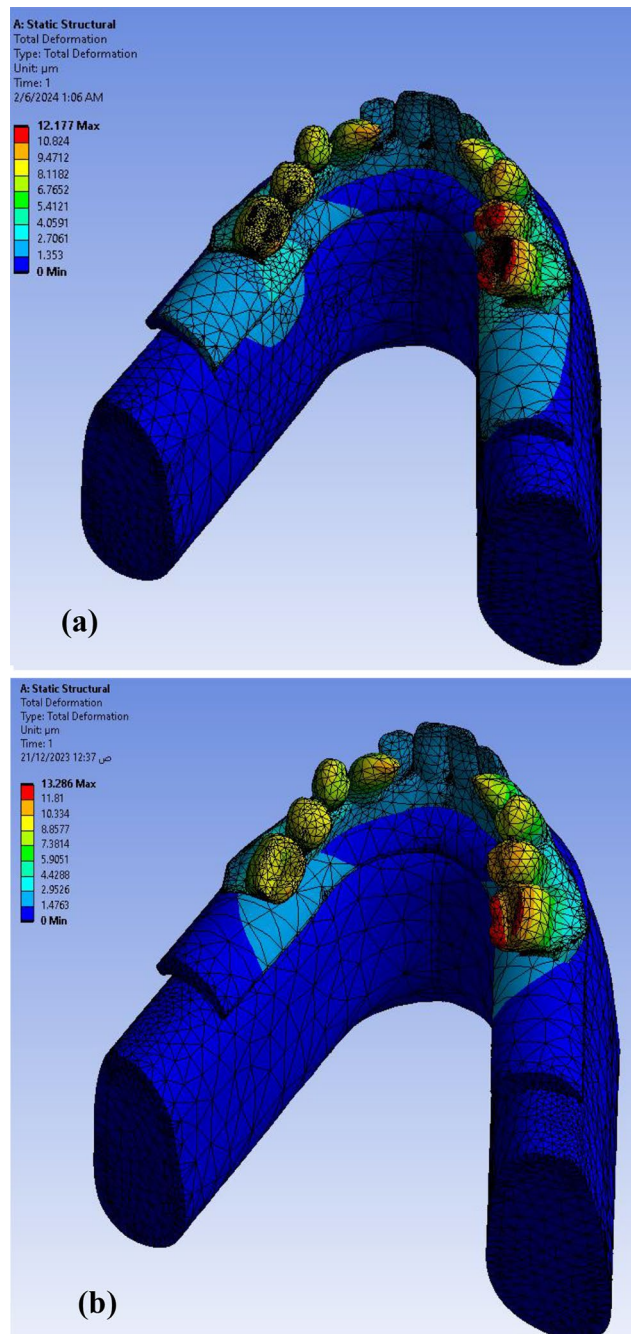 A: Static Structural
Total Deformation
Type: Total Deformation
Unit: µm
Time: 1
2/6/2024 1:06 AM
12.177 Max
10.824
9.4712
8.1182
6.7652
5.4121
4.0591
2.7061
1.353
0 Min
(a)
A: Static Structural
Total Deformation
Type: Total Deformation
Unit: µm
Time: 1
21/12/2023 12:37 ص
13.286 Max
11.81
10.334
8.8577
7.3814
5.9051
4.4288
2.9526
1.4763
0 Min
(b)